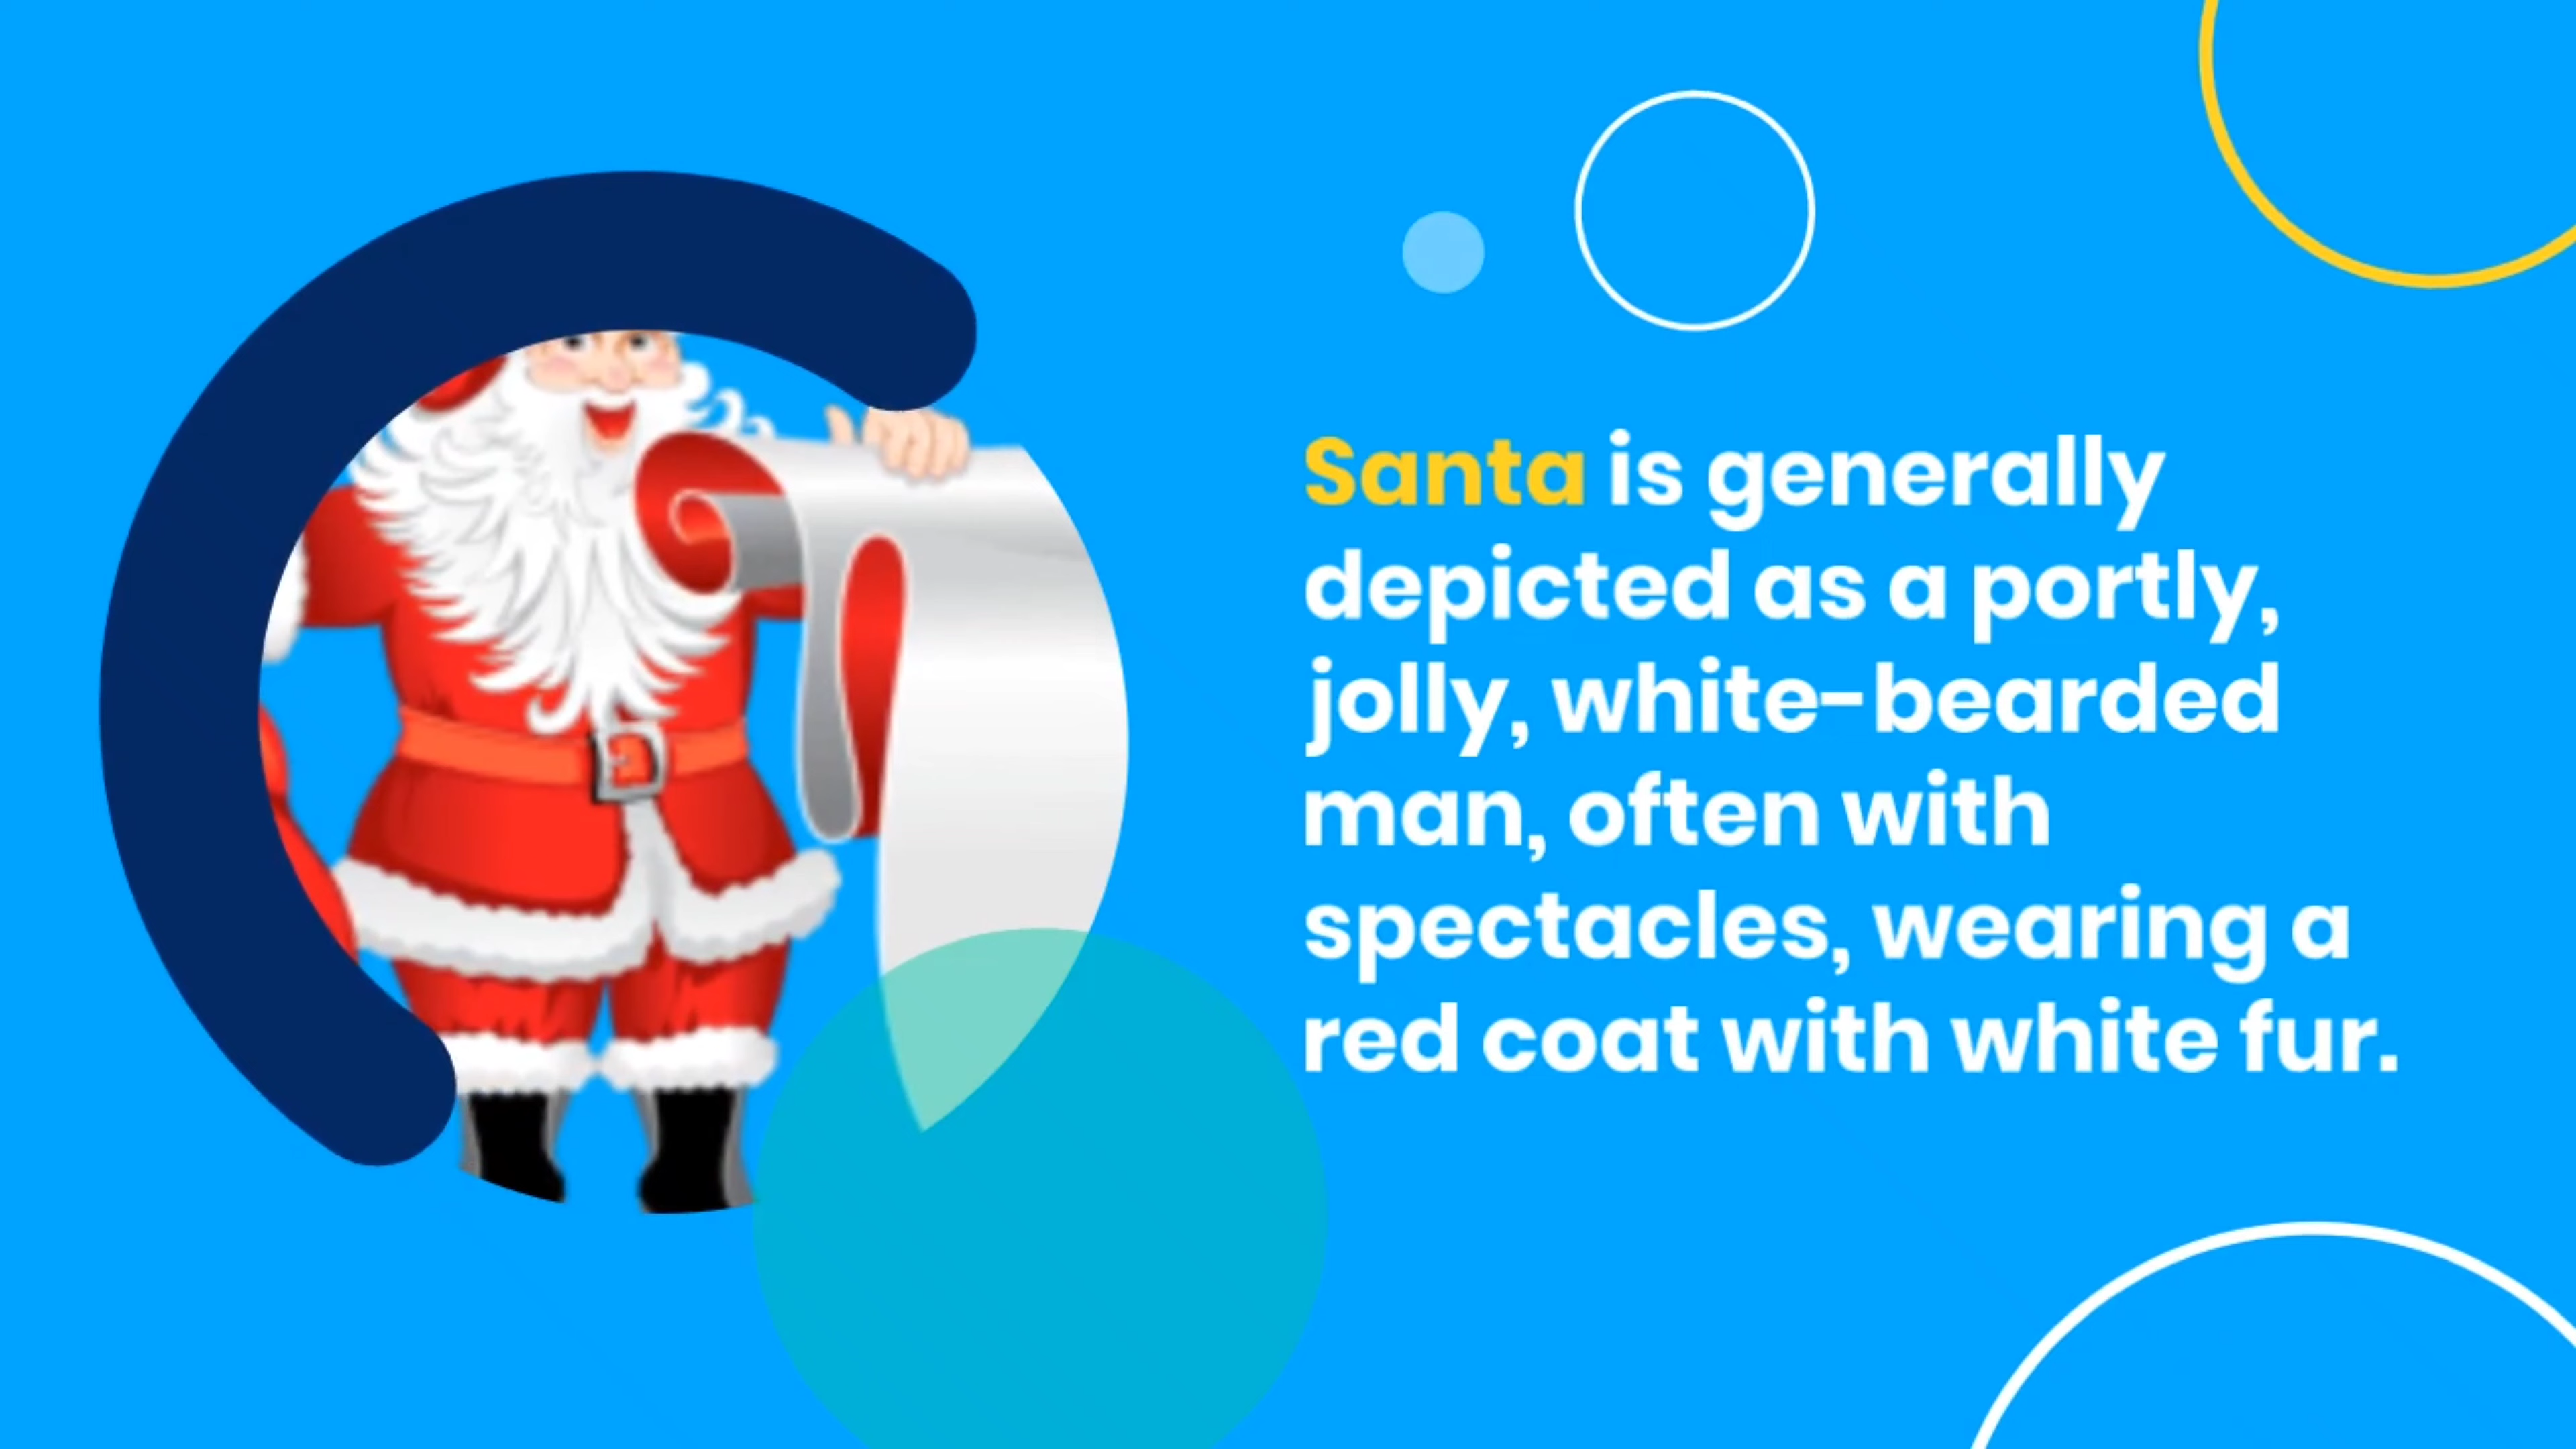 Santa is generally
depicted as a portly,
jolly, white-bearded
man, often with
spectacles, wearing a
red coat with white fur.